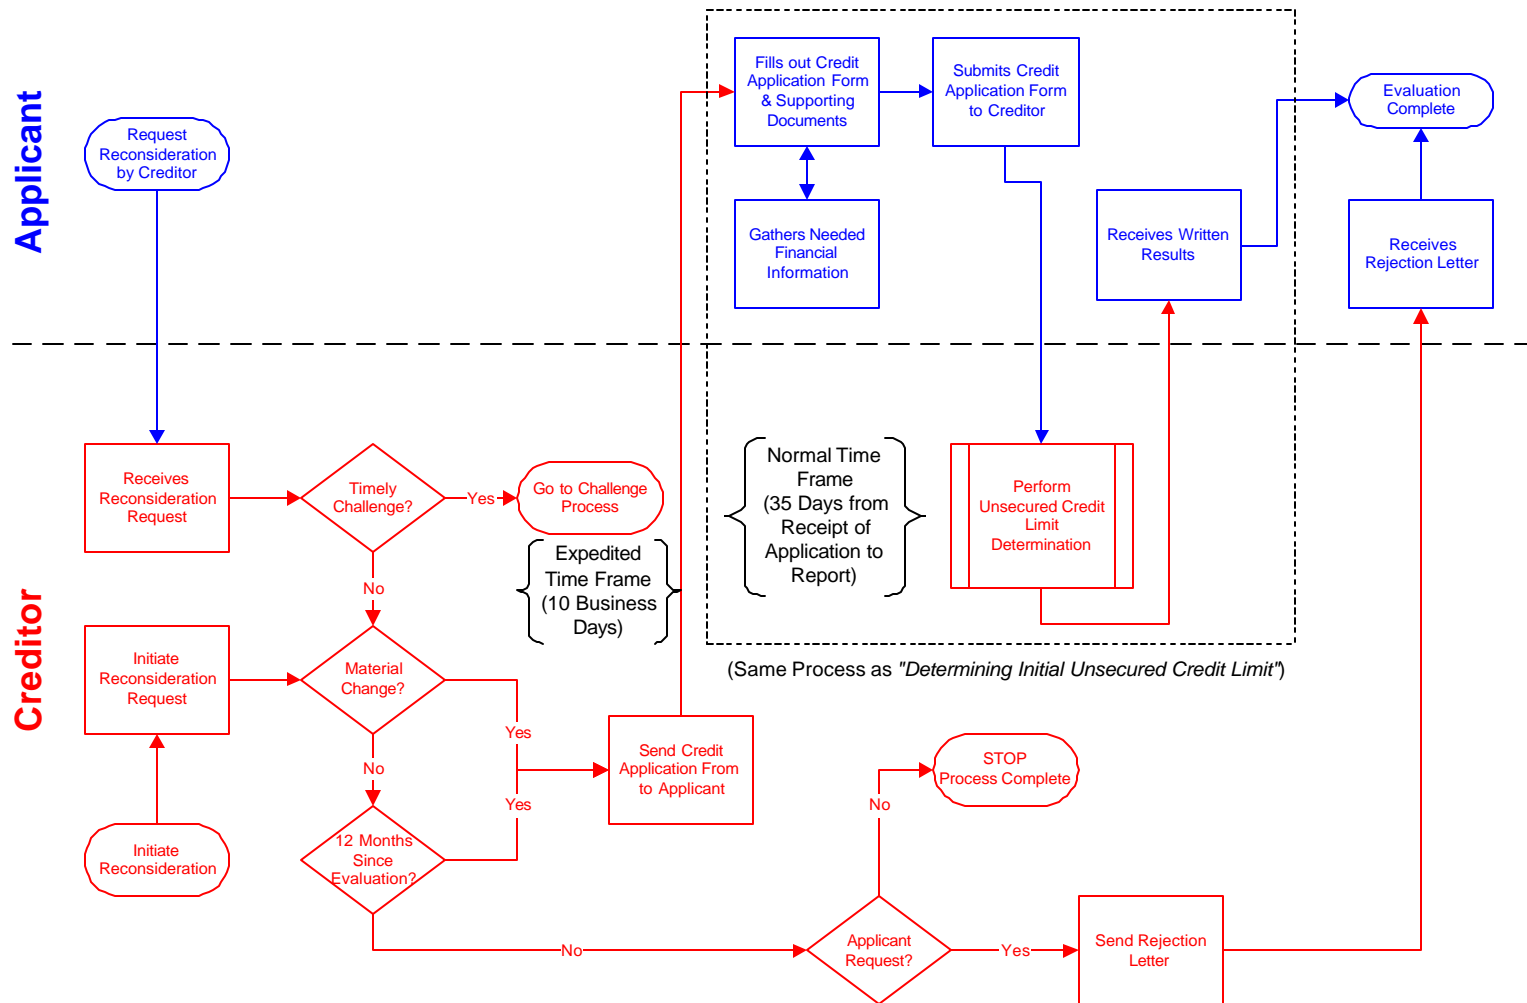 Applicant
Request
Reconsideration
by Creditor
Fills out Credit
Application Form
& Supporting
Documents
Submits Credit
Application Form
to Creditor
Evaluation
Complete
Gathers Needed
Financial
Information
Receives Written
Results
Receives
Rejection Letter
Creditor
Receives
Reconsideration
Request
Timely
Challenge?
Yes
Go to Challenge
Process
No
Expedited
Time Frame
(10 Business
Days)
Normal Time
Frame
(35 Days from
Receipt of
Application to
Report)
Perform
Unsecured Credit
Limit
Determination
(Same Process as "Determining Initial Unsecured Credit Limit")
Initiate
Reconsideration
Request
Material
Change?
Yes
No
Send Credit
Application From
to Applicant
Yes
STOP
Process Complete
No
Initiate
Reconsideration
12 Months
Since
Evaluation?
No
Applicant
Request?
Yes
Send Rejection
Letter